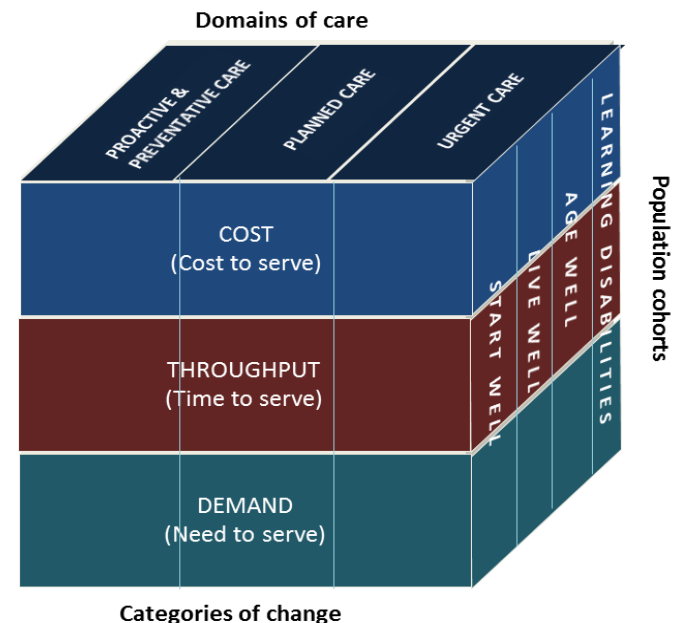 Domains of care
PROACTIVE &
PREVENTATIVE CARE
PLANNED CARE
URGENT CARE
COST
(Cost to serve)
THROUGHPUT
(Time to serve)
DEMAND
(Need to serve)
START WELL
LIVE WELL
AGE WELL
LEARNING DISABILITIES
Population cohorts
Categories of change